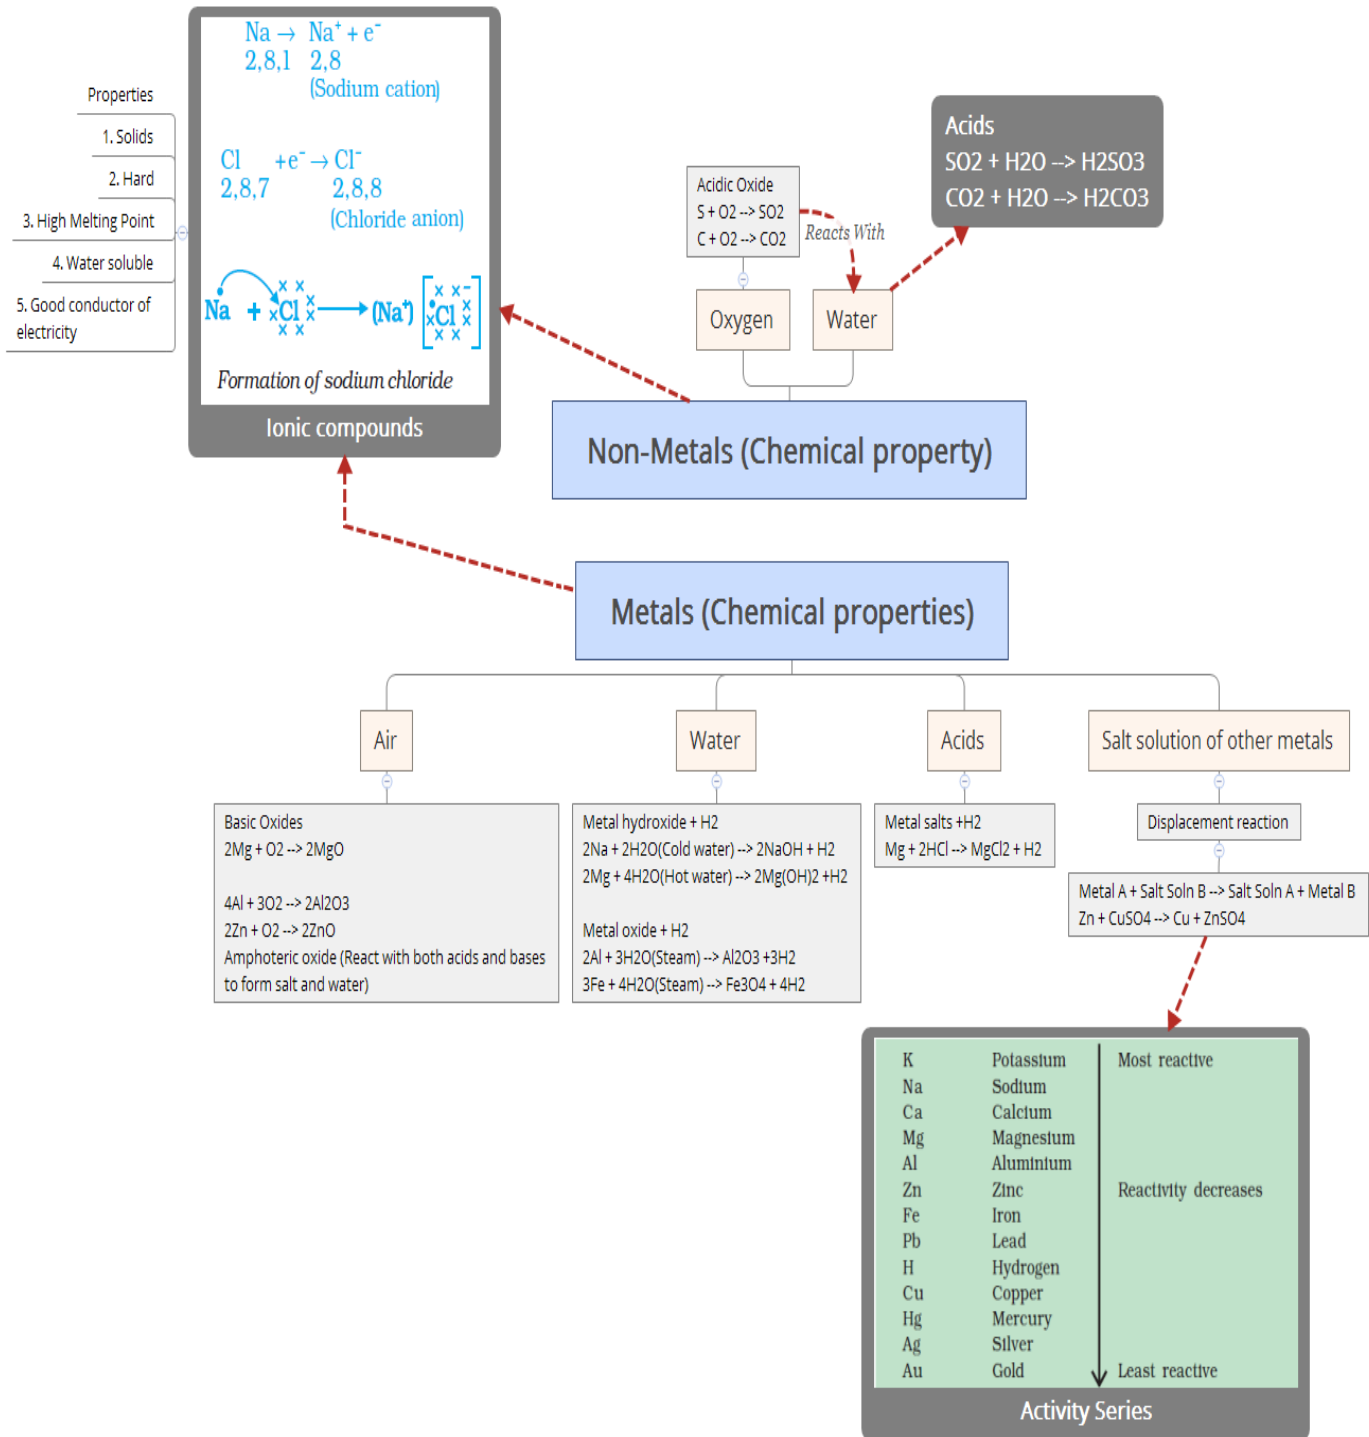 Na → Na⁺ + e⁻
2,8,1 2,8
(Sodium cation)
Cl + e⁻ → Cl⁻
2,8,7 2,8,8
(Chloride anion)
Na + Cl → (Na⁺) [Cl]⁻
Formation of sodium chloride
Ionic compounds
Properties
1. Solids
2. Hard
3. High Melting Point
4. Water soluble
5. Good conductor of
electricity
Acidic Oxide
S + O2 --> SO2
C + O2 --> CO2
Reacts With
Acids
SO2 + H2O --> H2SO3
CO2 + H2O --> H2CO3
Oxygen
Water
Non-Metals (Chemical property)
Metals (Chemical properties)
Air
Basic Oxides
2Mg + O2 --> 2MgO
4Al + 3O2 --> 2Al2O3
2Zn + O2 --> 2ZnO
Amphoteric oxide (React with both acids and bases
to form salt and water)
Water
Metal hydroxide + H2
2Na + 2H2O(Cold water) --> 2NaOH + H2
2Mg + 4H2O(Hot water) --> 2Mg(OH)2 +H2
Metal oxide + H2
2Al + 3H2O(Steam) --> Al2O3 +3H2
3Fe + 4H2O(Steam) --> Fe3O4 + 4H2
Acids
Metal salts +H2
Mg + 2HCl --> MgCl2 + H2
Salt solution of other metals
Displacement reaction
Metal A + Salt Soln B --> Salt Soln A + Metal B
Zn + CuSO4 --> Cu + ZnSO4
K Potassium Most reactive
Na Sodium
Ca Calcium
Mg Magnesium
Al Aluminium
Zn Zinc Reactivity decreases
Fe Iron
Pb Lead
H Hydrogen
Cu Copper
Hg Mercury
Ag Silver
Au Gold Least reactive
Activity Series